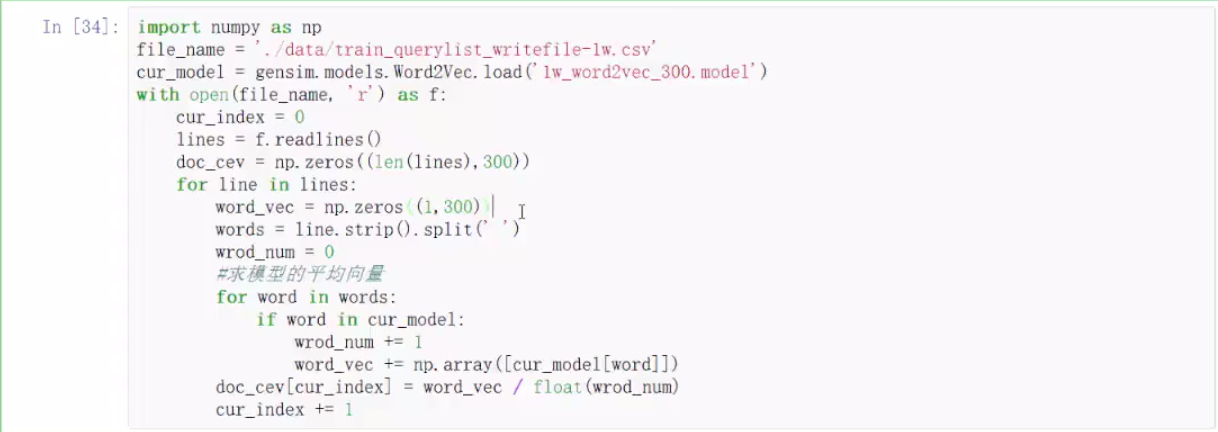 In [34]:
import numpy as np
file_name = './data/train_querylist_writefile-lw.csv'
cur_model = gensim.models.Word2Vec.load('lw_word2vec_300.model')
with open(file_name, 'r') as f:
    cur_index = 0
    lines = f.readlines()
    doc_cev = np.zeros((len(lines),300))
    for line in lines:
        word_vec = np.zeros((1,300))
        words = line.strip().split(' ')
        wrod_num = 0
        #求模型的平均向量
        for word in words:
            if word in cur_model:
                wrod_num += 1
                word_vec += np.array([cur_model[word]])
        doc_cev[cur_index] = word_vec / float(wrod_num)
        cur_index += 1